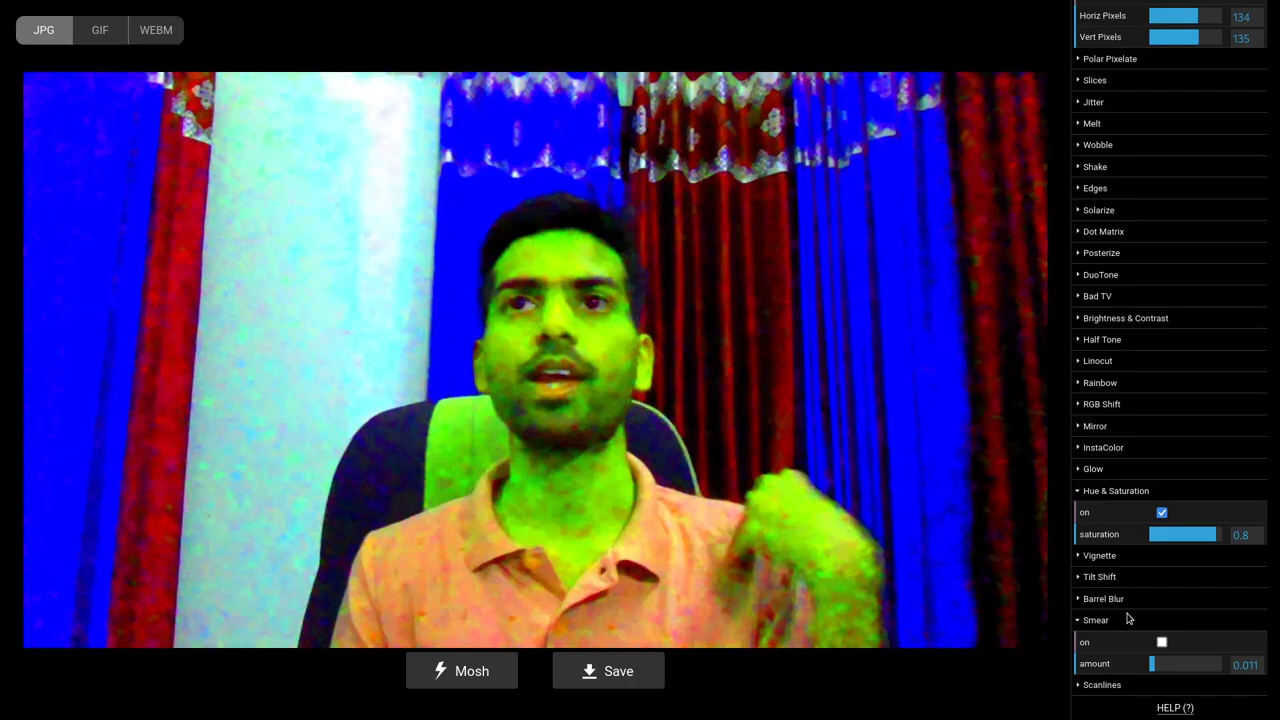 JPG GIF WEBM
Horiz Pixels 134
Vert Pixels 135
Polar Pixelate
Slices
Jitter
Melt
Wobble
Shake
Edges
Solarize
Dot Matrix
Posterize
DuoTone
Bad TV
Brightness & Contrast
Half Tone
Linocut
Rainbow
RGB Shift
Mirror
InstaColor
Glow
Hue & Saturation
on
saturation 0.8
Vignette
Tilt Shift
Barrel Blur
Smear
on
amount 0.011
Scanlines
Mosh Save
HELP (?)